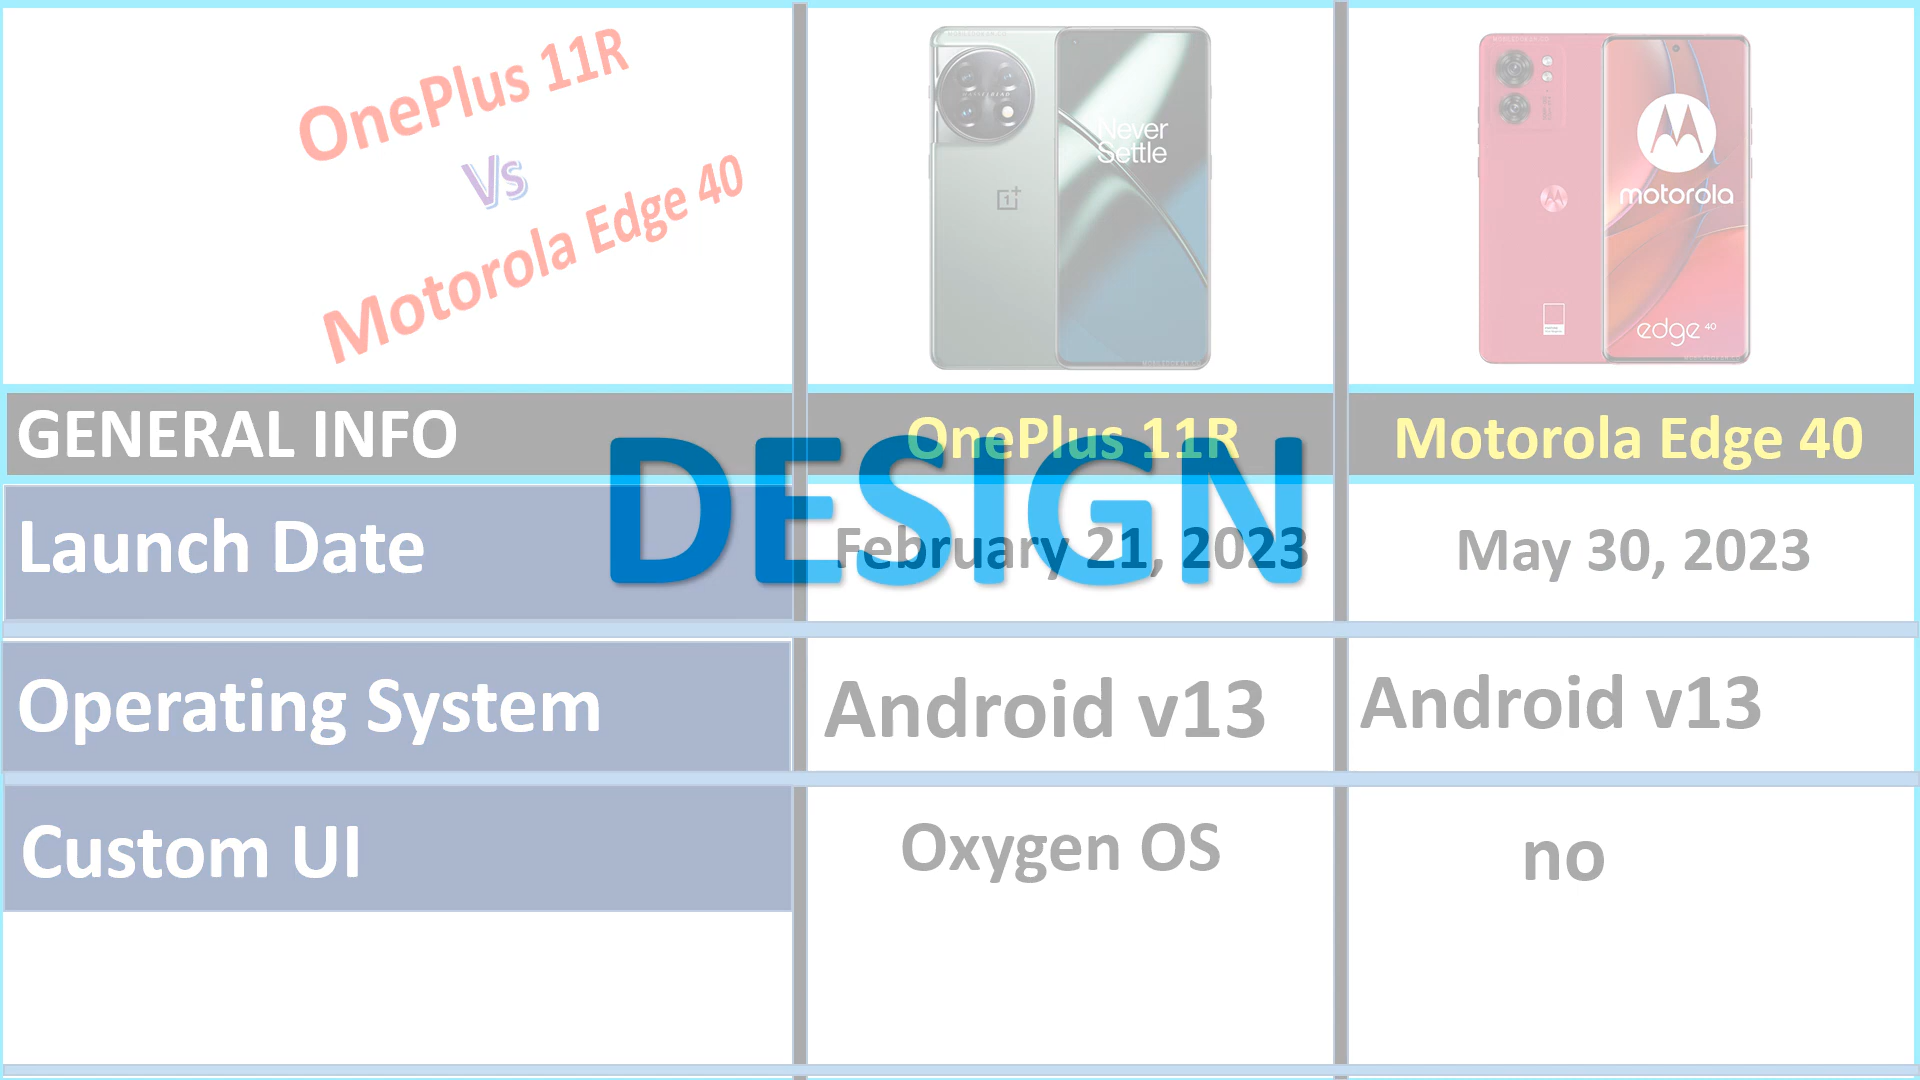 OnePlus 11R
Vs
Motorola Edge 40
HASSELBLAD
Never
Settle
motorola
edge 40
GENERAL INFO
OnePlus 11R
Motorola Edge 40
DESIGN
Launch Date
February 21, 2023
May 30, 2023
Operating System
Android v13
Android v13
Custom UI
Oxygen OS
no